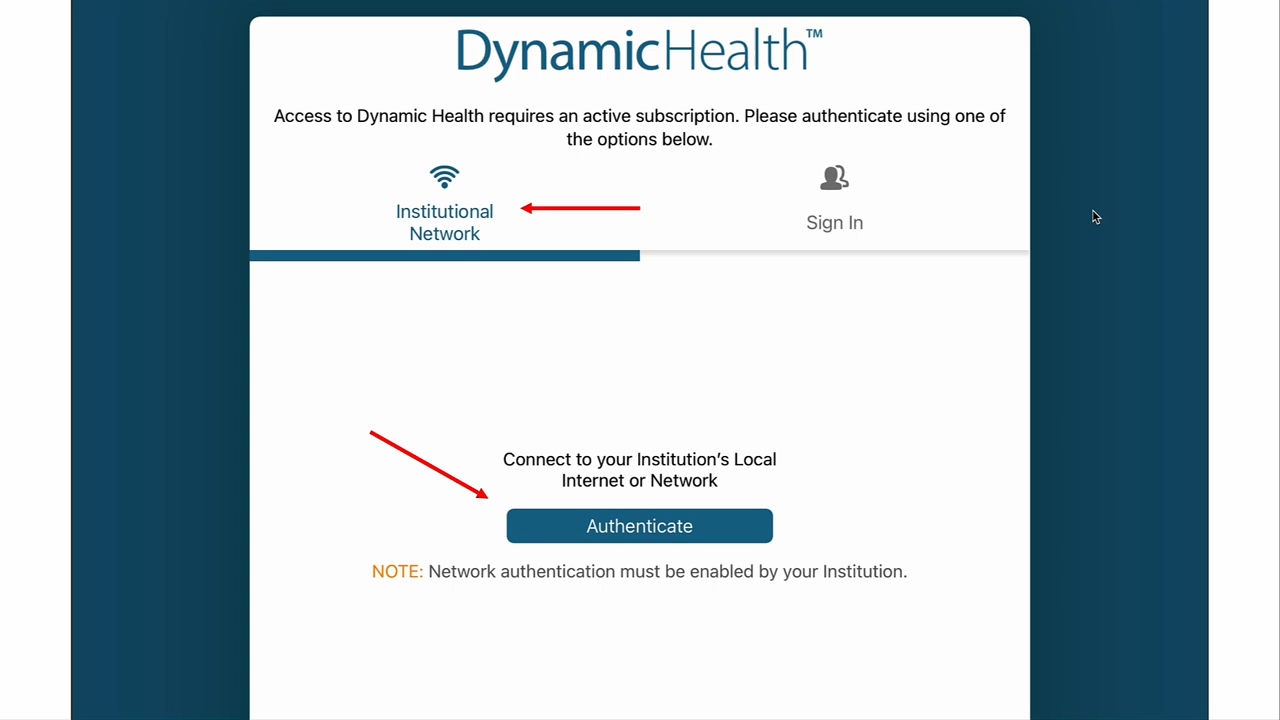 DynamicHealth™
Access to Dynamic Health requires an active subscription. Please authenticate using one of
the options below.
Institutional
Network
Sign In
Connect to your Institution’s Local
Internet or Network
Authenticate
NOTE: Network authentication must be enabled by your Institution.